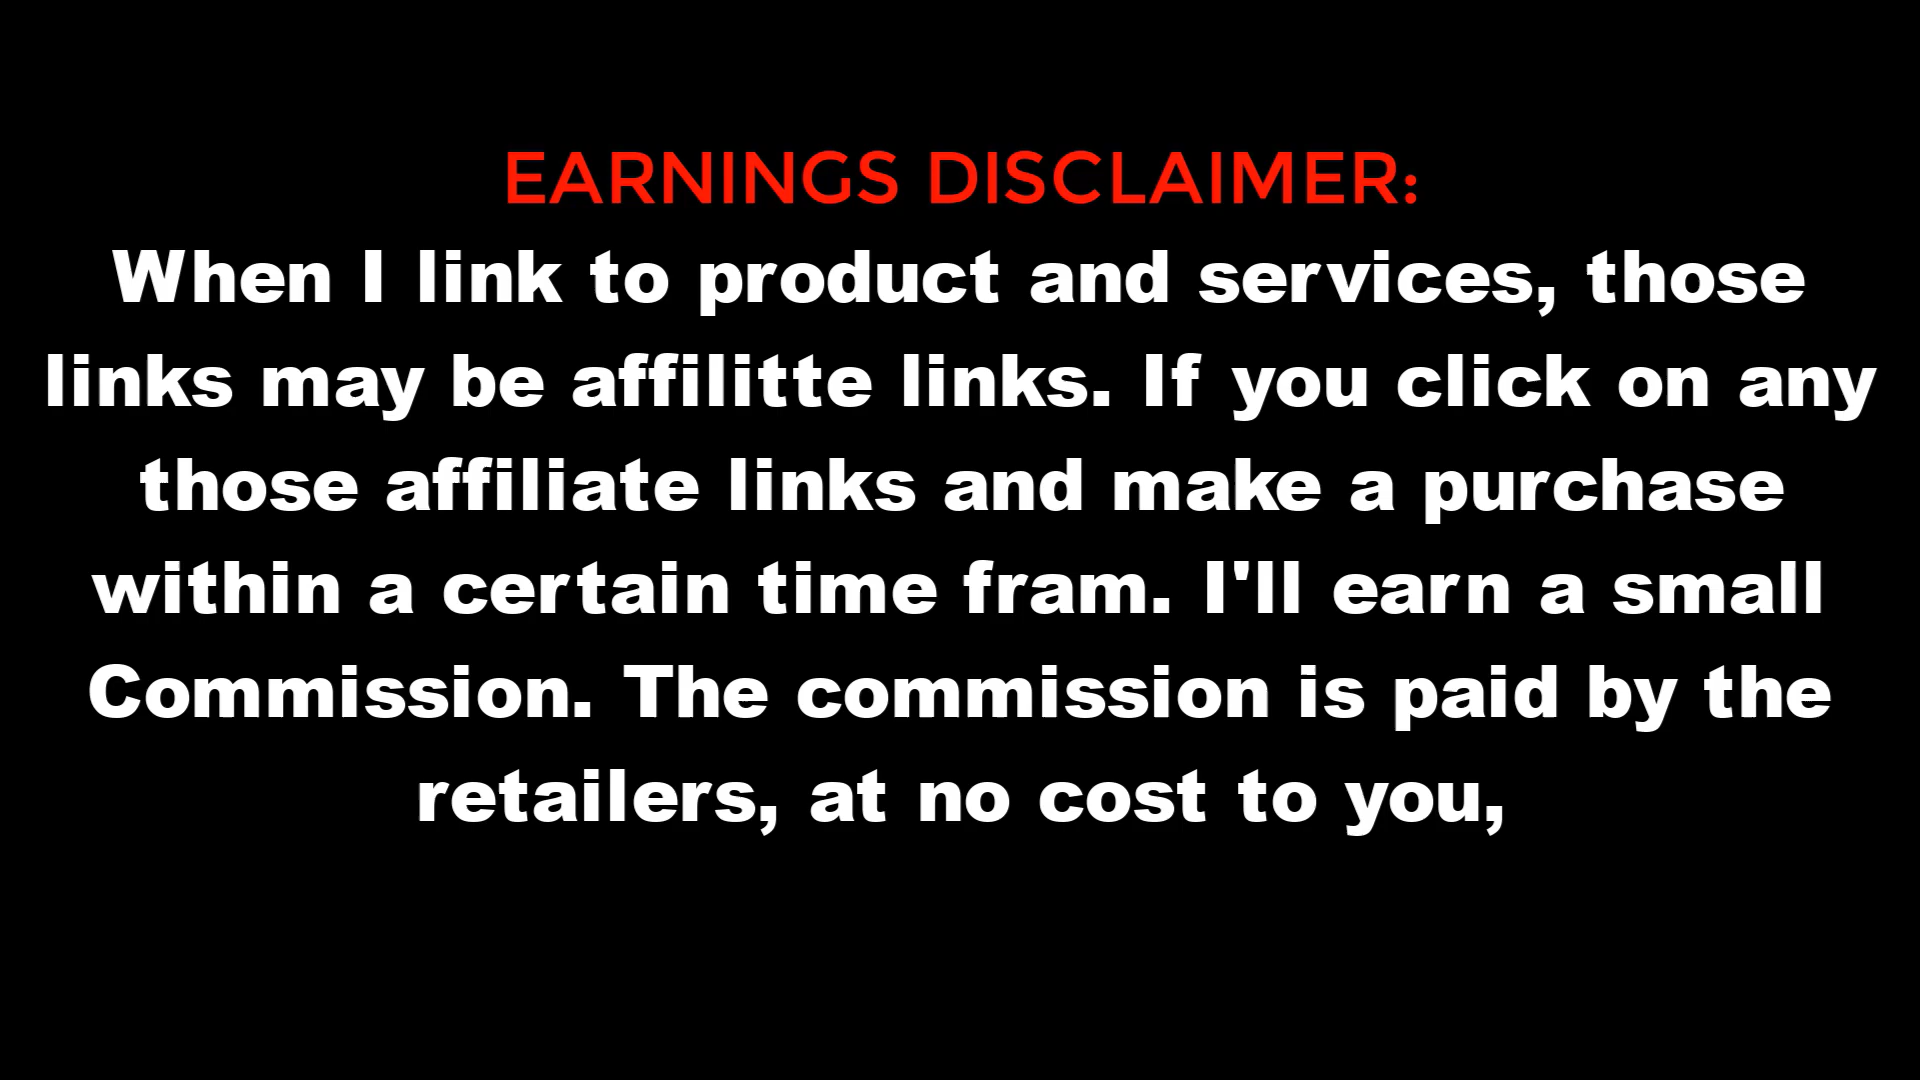 EARNINGS DISCLAIMER:
When I link to product and services, those
links may be affilitte links. If you click on any
those affiliate links and make a purchase
within a certain time fram. I'll earn a small
Commission. The commission is paid by the
retailers, at no cost to you,